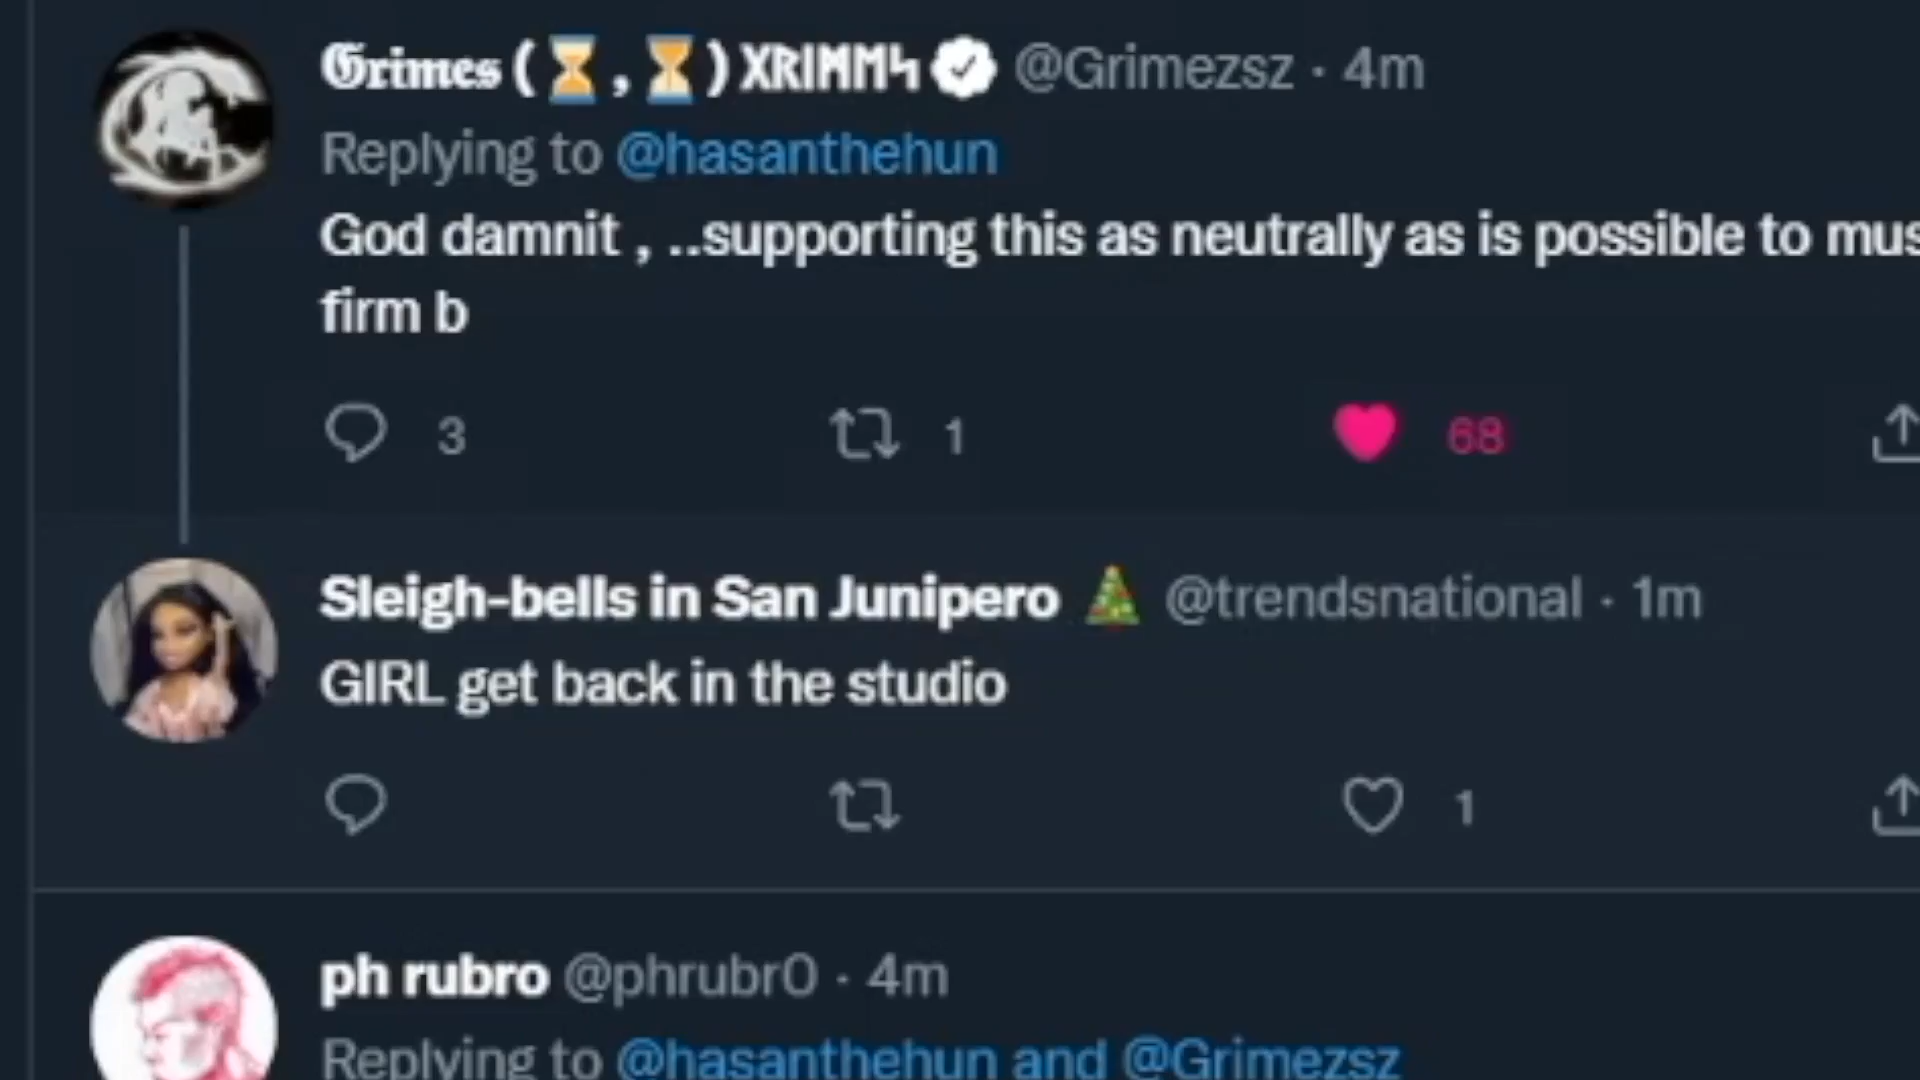 𝕲𝖗𝖎𝖒𝖊𝖘 (⏳,⏳) ᚷᚱIᛗᛖᛋ @Grimezsz · 4m
Replying to @hasanthehun
God damnit , ..supporting this as neutrally as is possible to mus
firm b
3 1 68
Sleigh-bells in San Junipero 🎄 @trendsnational · 1m
GIRL get back in the studio
1
ph rubro @phrubr0 · 4m
Replying to @hasanthehun and @Grimezsz